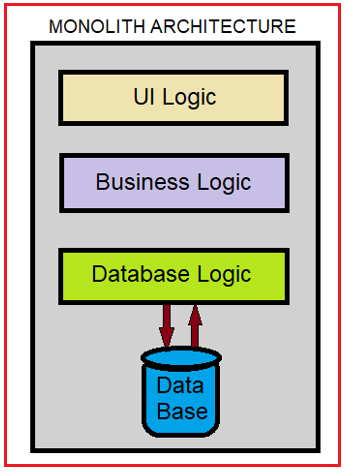 MONOLITH ARCHITECTURE
UI Logic
Business Logic
Database Logic
Data
Base